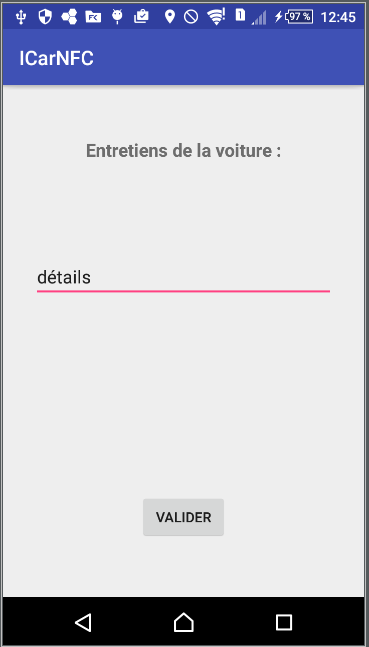 97 % 12:45
ICarNFC
Entretiens de la voiture :
détails
VALIDER